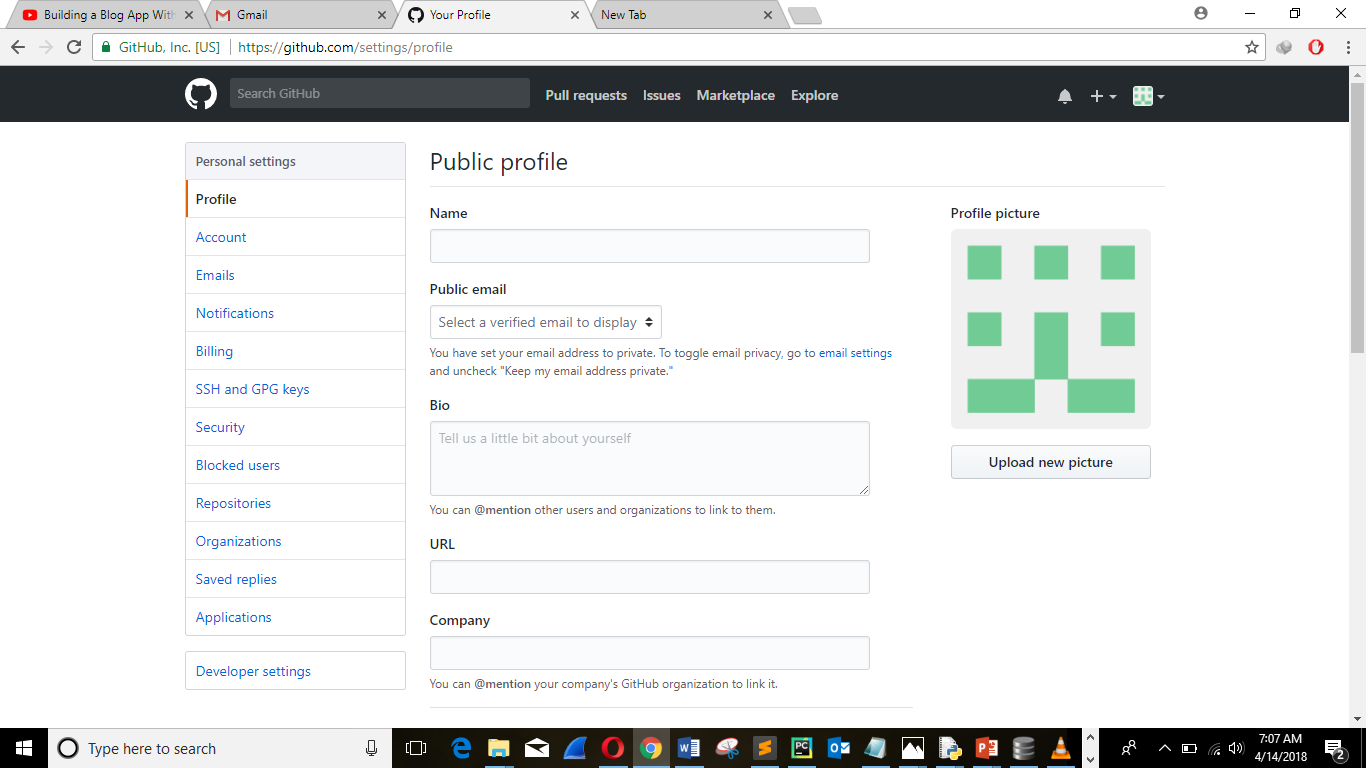 Building a Blog App With
Gmail
Your Profile
New Tab
GitHub, Inc. [US]
https://github.com/settings/profile
Search GitHub
Pull requests
Issues
Marketplace
Explore
Personal settings
Profile
Account
Emails
Notifications
Billing
SSH and GPG keys
Security
Blocked users
Repositories
Organizations
Saved replies
Applications
Developer settings
Public profile
Name
Public email
Select a verified email to display
You have set your email address to private. To toggle email privacy, go to email settings
and uncheck "Keep my email address private."
Bio
Tell us a little bit about yourself
You can @mention other users and organizations to link to them.
URL
Company
You can @mention your company's GitHub organization to link it.
Profile picture
Upload new picture
Type here to search
7:07 AM
4/14/2018
2